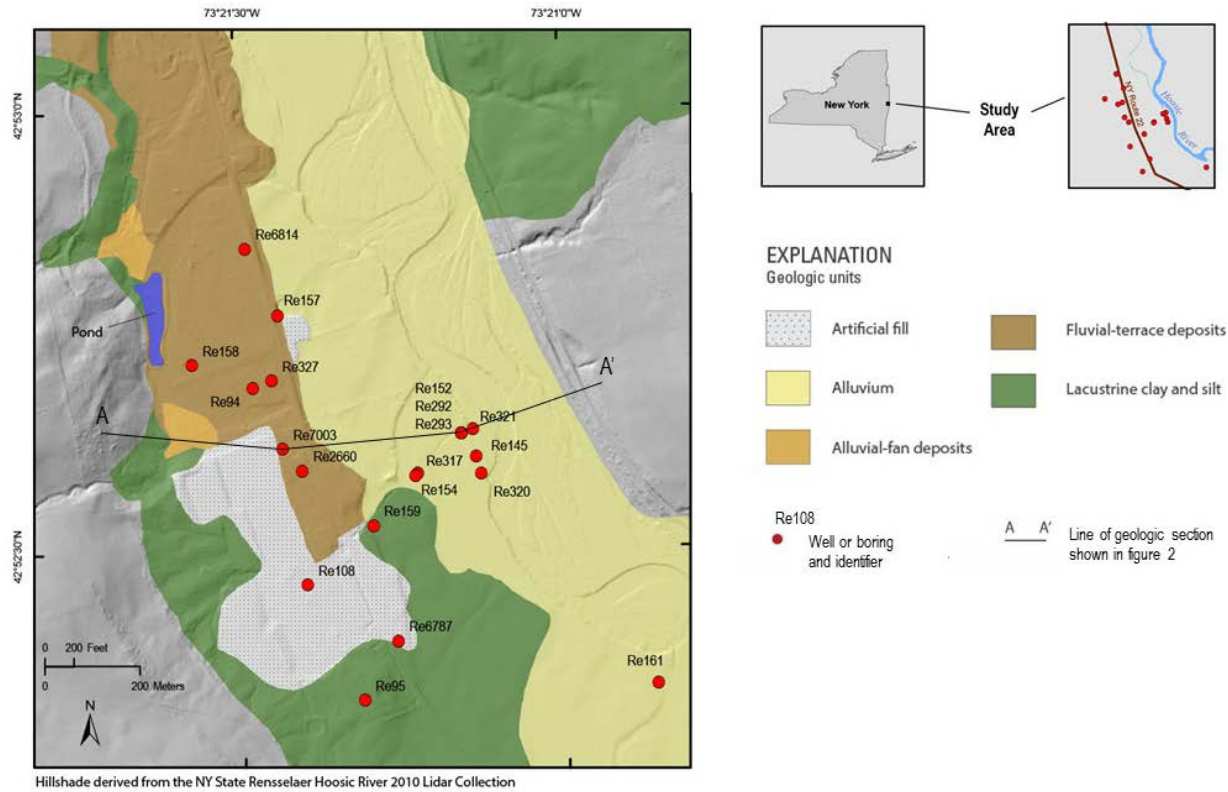 73°21'30"W
73°21'0"W
42°53'0"N
42°52'30"N
Re6814
Re157
Pond
Re158
Re327
Re94
A
A'
Re152
Re292
Re293
Re321
Re7003
Re145
Re2660
Re317
Re154
Re320
Re159
Re108
Re6787
Re161
Re95
0 200 Feet
0 200 Meters
N
Hillshade derived from the NY State Rensselaer Hoosic River 2010 Lidar Collection
New York
Study
Area
NY Route 22
Hoosic
River
EXPLANATION
Geologic units
Artificial fill
Fluvial-terrace deposits
Alluvium
Lacustrine clay and silt
Alluvial-fan deposits
Re108
Well or boring
and identifier
A A'
Line of geologic section
shown in figure 2